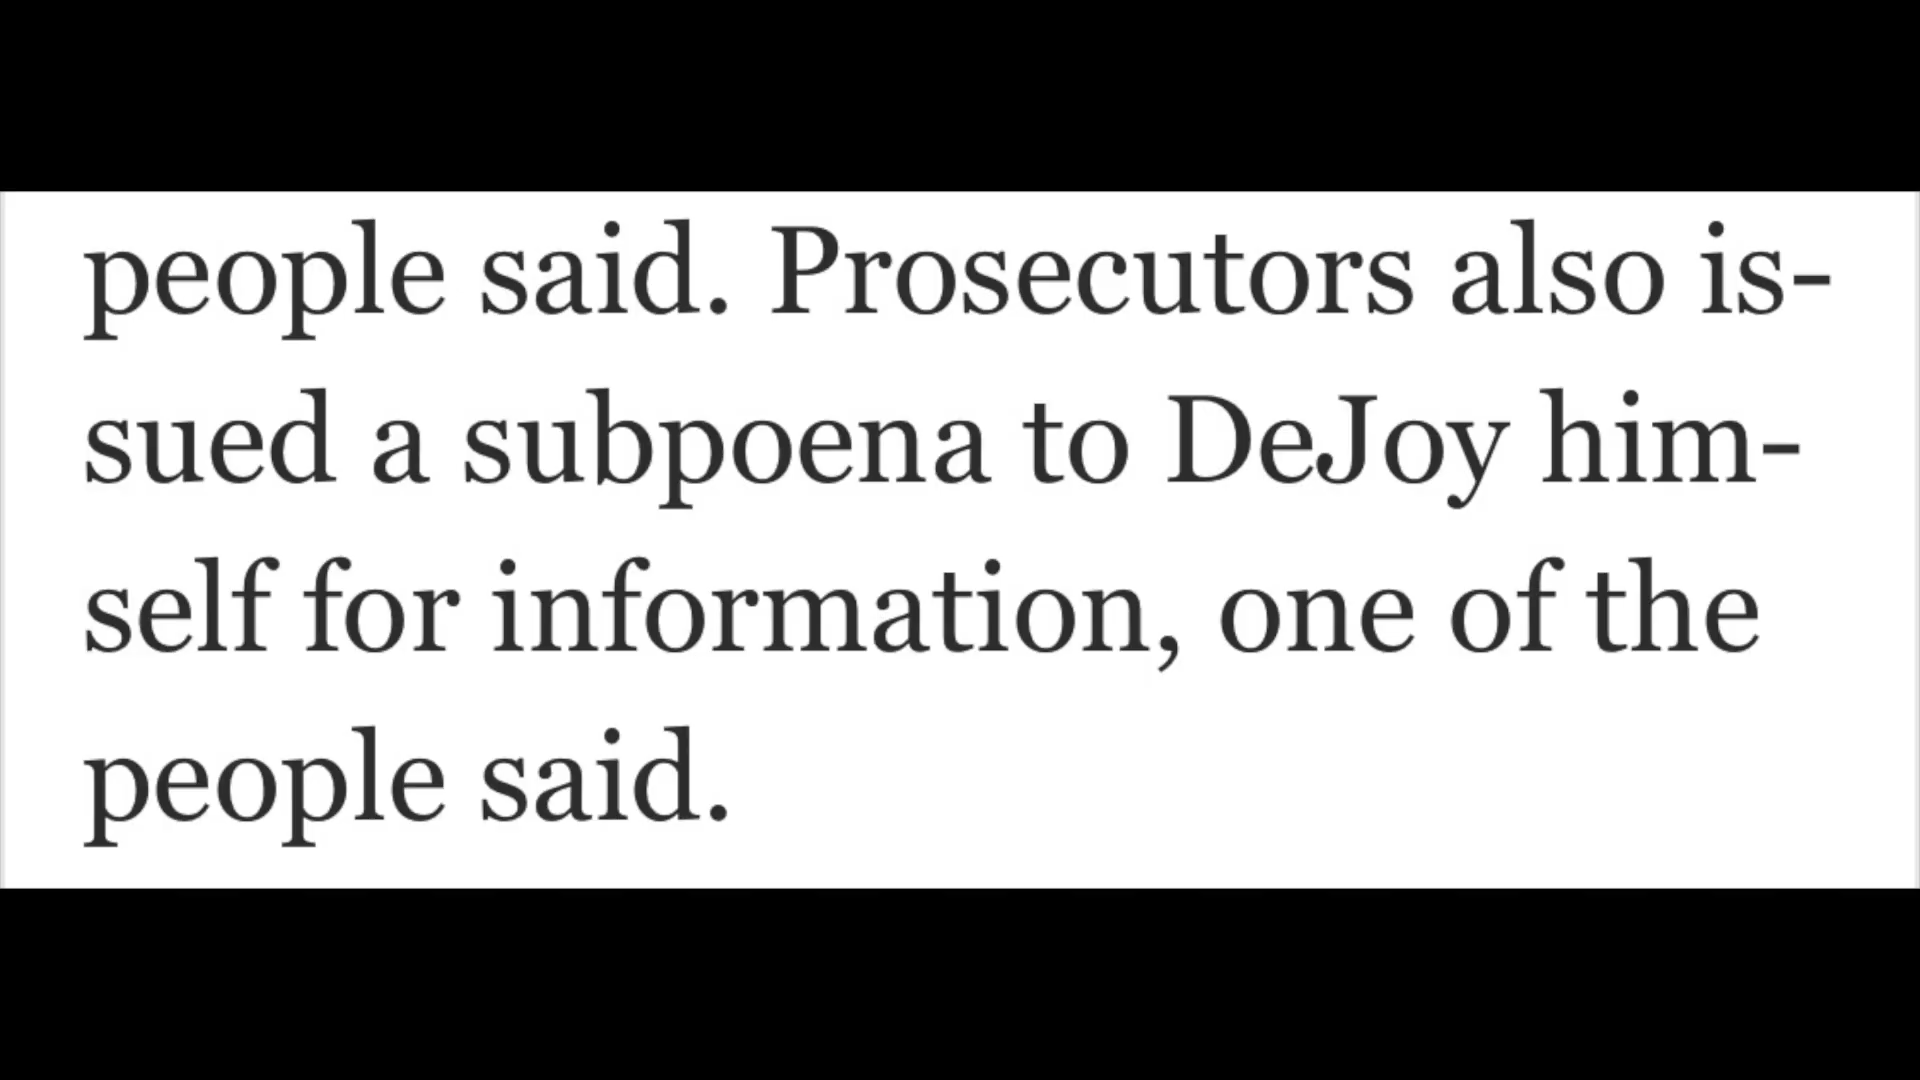 people said. Prosecutors also is-
sued a subpoena to DeJoy him-
self for information, one of the
people said.